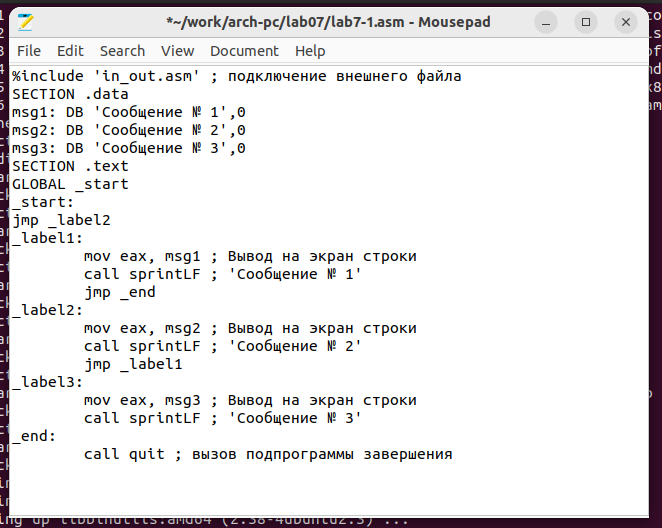 *~/work/arch-pc/lab07/lab7-1.asm - Mousepad
File Edit Search View Document Help
%include 'in_out.asm' ; подключение внешнего файла
SECTION .data
msg1: DB 'Сообщение № 1',0
msg2: DB 'Сообщение № 2',0
msg3: DB 'Сообщение № 3',0
SECTION .text
GLOBAL _start
_start:
jmp _label2
_label1:
mov eax, msg1 ; Вывод на экран строки
call sprintLF ; 'Сообщение № 1'
jmp _end
_label2:
mov eax, msg2 ; Вывод на экран строки
call sprintLF ; 'Сообщение № 2'
jmp _label1
_label3:
mov eax, msg3 ; Вывод на экран строки
call sprintLF ; 'Сообщение № 3'
_end:
call quit ; вызов подпрограммы завершения